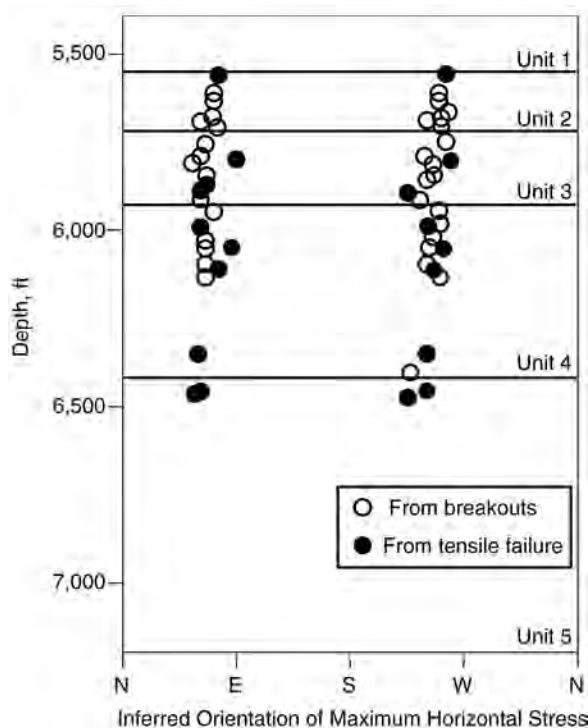 5,500
Unit 1
Unit 2
Unit 3
6,000
Depth, ft
Unit 4
6,500
From breakouts
From tensile failure
7,000
Unit 5
N E S W N
Inferred Orientation of Maximum Horizontal Stress